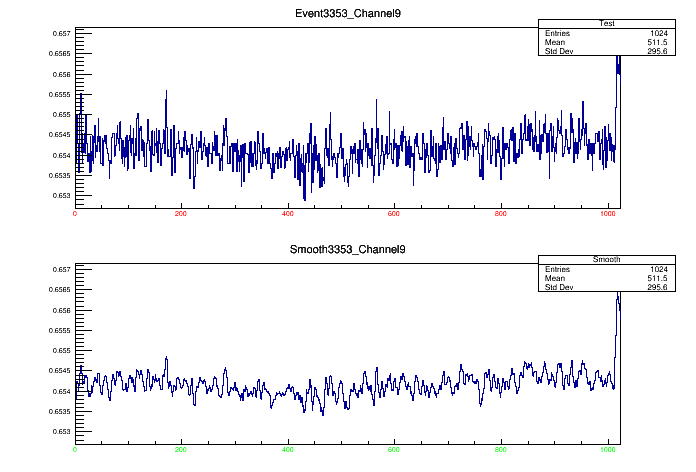 Event3353_Channel9
Test
Entries 1024
Mean 511.5
Std Dev 295.6
0.657
0.6565
0.656
0.6555
0.655
0.6545
0.654
0.6535
0.653
0 200 400 600 800 1000
Smooth3353_Channel9
Smooth
Entries 1024
Mean 511.5
Std Dev 295.6
0.657
0.6565
0.656
0.6555
0.655
0.6545
0.654
0.6535
0.653
0 200 400 600 800 1000